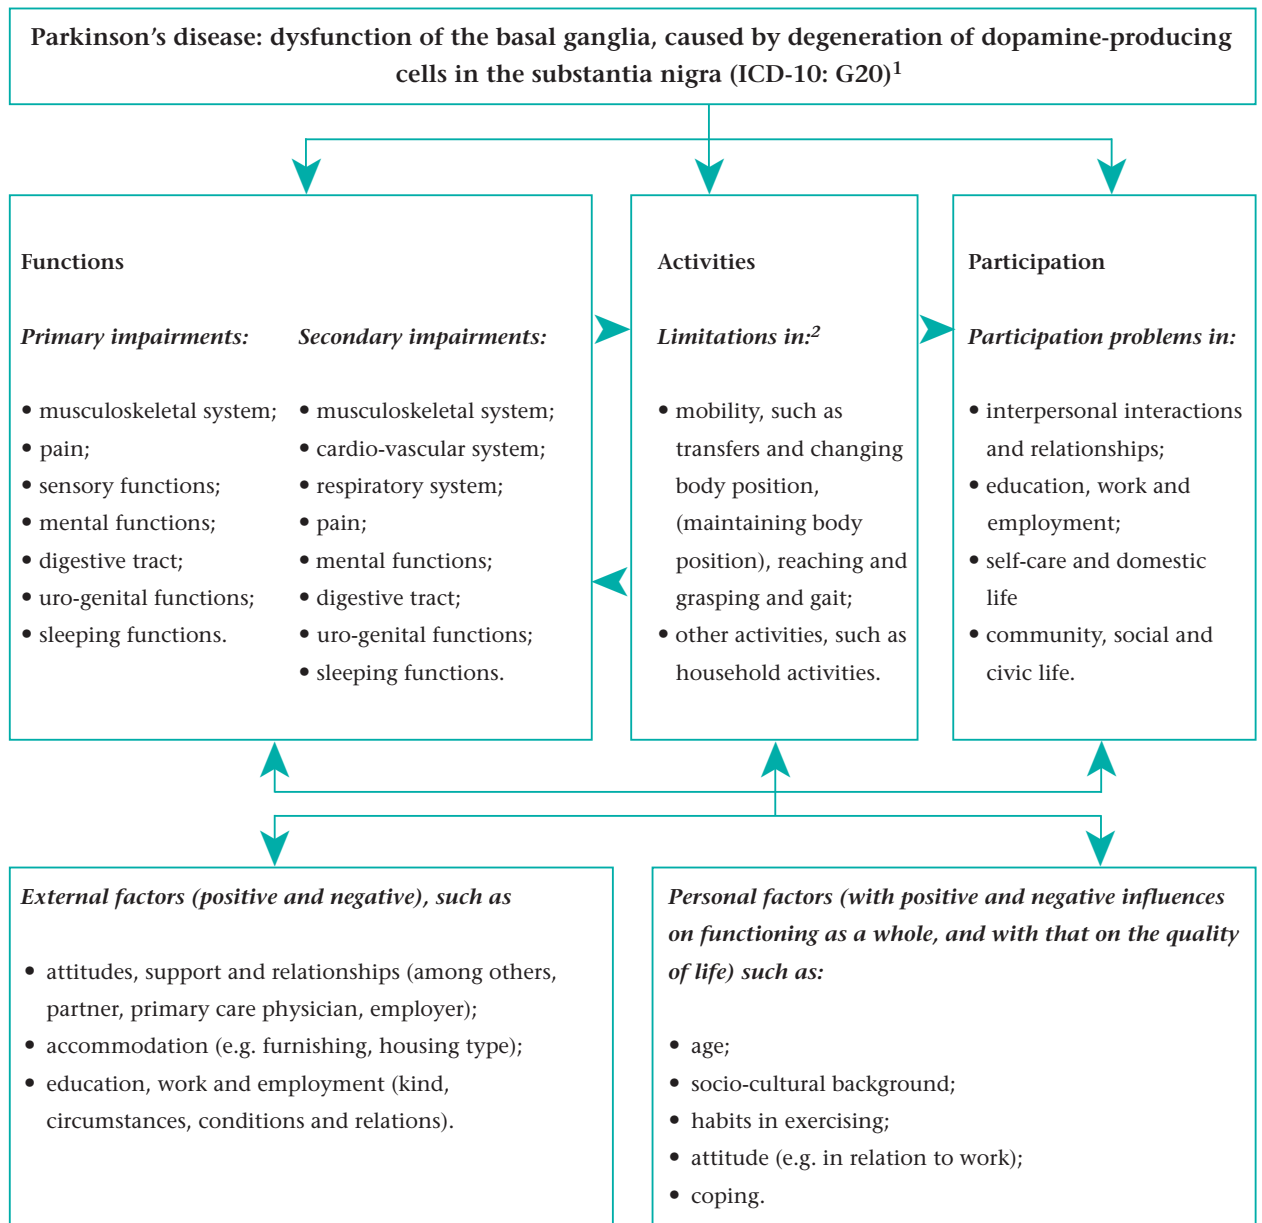 Parkinson's disease: dysfunction of the basal ganglia, caused by degeneration of dopamine-producing
cells in the substantia nigra (ICD-10: G20)1
Functions
Primary impairments:
• musculoskeletal system;
• pain;
• sensory functions;
• mental functions;
• digestive tract;
• uro-genital functions;
• sleeping functions.
Secondary impairments:
• musculoskeletal system;
• cardio-vascular system;
• respiratory system;
• pain;
• mental functions;
• digestive tract;
• uro-genital functions;
• sleeping functions.
Activities
Limitations in:2
• mobility, such as
transfers and changing
body position,
(maintaining body
position), reaching and
grasping and gait;
• other activities, such as
household activities.
Participation
Participation problems in:
• interpersonal interactions
and relationships;
• education, work and
employment;
• self-care and domestic
life
• community, social and
civic life.
External factors (positive and negative), such as
• attitudes, support and relationships (among others,
partner, primary care physician, employer);
• accommodation (e.g. furnishing, housing type);
• education, work and employment (kind,
circumstances, conditions and relations).
Personal factors (with positive and negative influences
on functioning as a whole, and with that on the quality
of life) such as:
• age;
• socio-cultural background;
• habits in exercising;
• attitude (e.g. in relation to work);
• coping.